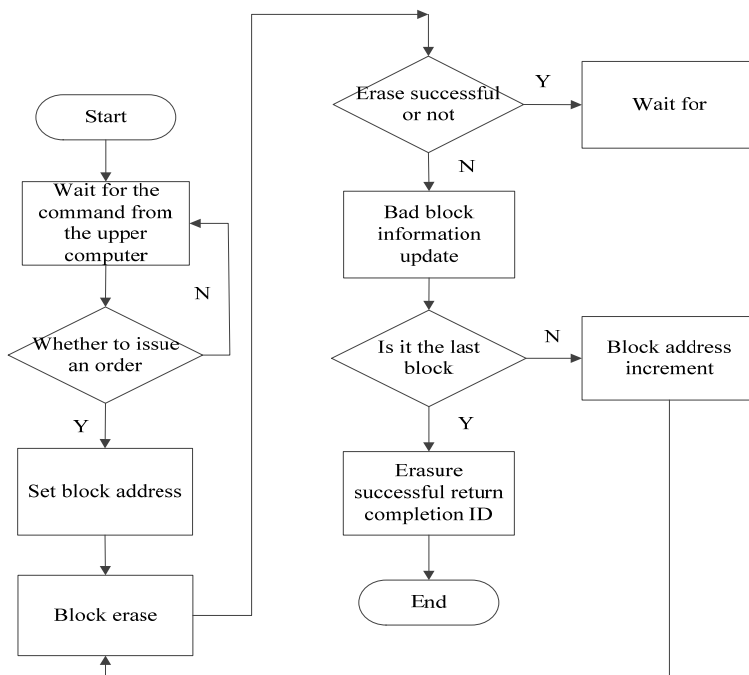 Start
Wait for the
command from
the upper
computer
N
Whether to issue
an order
Y
Set block address
Block erase
Erase successful
or not
Y
Wait for
N
Bad block
information
update
Is it the last
block
N
Block address
increment
Y
Erasure
successful return
completion ID
End